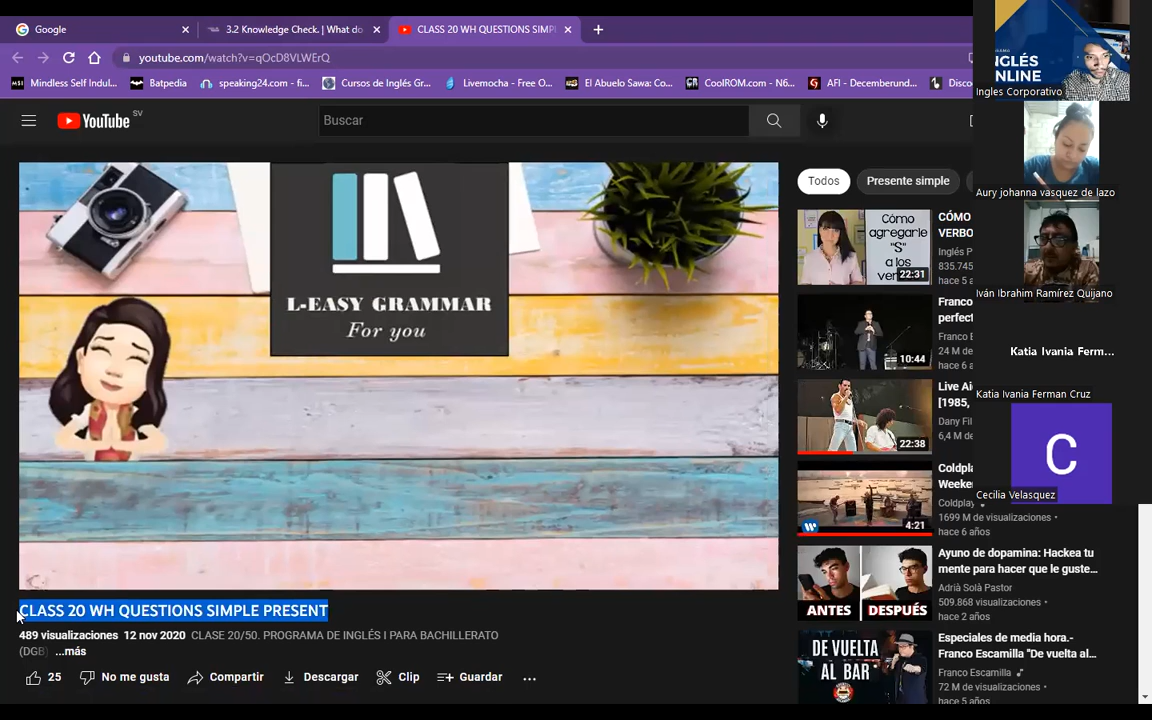 Google
3.2 Knowledge Check. | What do
CLASS 20 WH QUESTIONS SIMPL
youtube.com/watch?v=qOcD8VLWErQ
Mindless Self Indul...
Batpedia
speaking24.com - fi...
Cursos de Inglés Gr...
Livemocha - Free O...
El Abuelo Sawa: Co...
CoolROM.com - N6...
AFI - Decemberund...
Disco
YouTube SV
Buscar
L-EASY GRAMMAR
For you
CLASS 20 WH QUESTIONS SIMPLE PRESENT
489 visualizaciones 12 nov 2020 CLASE 20/50. PROGRAMA DE INGLÉS I PARA BACHILLERATO
(DGB) ...más
25
No me gusta
Compartir
Descargar
Clip
Guardar
Todos
Presente simple
Cómo
agregarle
"S"
a los
22:31
CÓMO
VERBO
Inglés P
835.745
hace 5 a
10:44
Franco
perfect
Franco E
24 M de
hace 6 a
22:38
Live Ai
[1985,
Dany Fil
6,4 M de
4:21
Coldpla
Weeke
Coldplay
1699 M de visualizaciones •
hace 6 años
ANTES
DESPUÉS
Ayuno de dopamina: Hackea tu
mente para hacer que le guste...
Adrià Solà Pastor
509.868 visualizaciones •
hace 2 años
DE VUELTA
AL BAR
Especiales de media hora.-
Franco Escamilla "De vuelta al...
Franco Escamilla
72 M de visualizaciones •
hace 5 años
NGLÉS
ONLINE
Ingles Corporativo
Aury johanna vasquez de lazo
Iván Ibrahim Ramírez Quijano
Katia Ivania Ferm...
Katia Ivania Ferman Cruz
C
Cecilia Velasquez